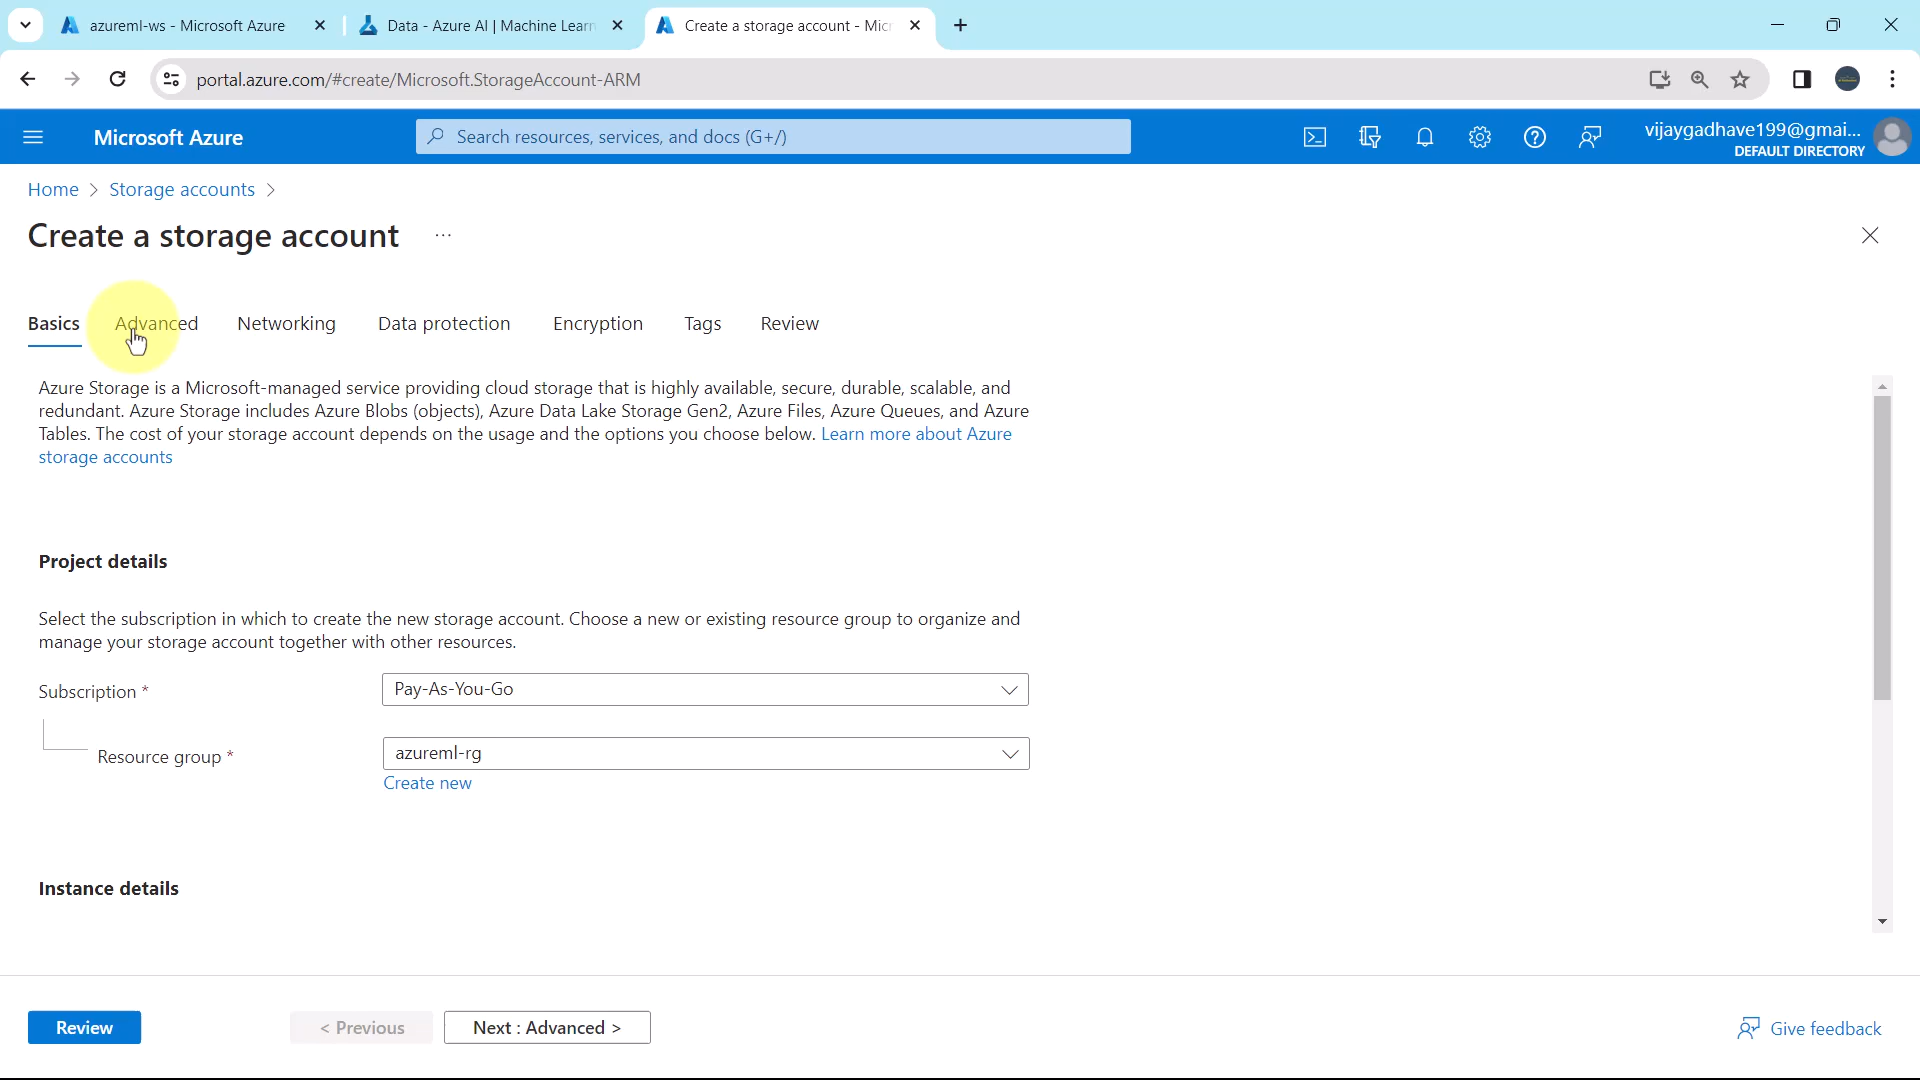 azureml-ws - Microsoft Azure
Data - Azure AI | Machine Learn
Create a storage account - Micr
portal.azure.com/#create/Microsoft.StorageAccount-ARM
Microsoft Azure
Search resources, services, and docs (G+/)
vijaygadhave199@gmai...
DEFAULT DIRECTORY
Home > Storage accounts >
Create a storage account ...
Basics
Advanced
Networking
Data protection
Encryption
Tags
Review
Azure Storage is a Microsoft-managed service providing cloud storage that is highly available, secure, durable, scalable, and
redundant. Azure Storage includes Azure Blobs (objects), Azure Data Lake Storage Gen2, Azure Files, Azure Queues, and Azure
Tables. The cost of your storage account depends on the usage and the options you choose below. Learn more about Azure
storage accounts
Project details
Select the subscription in which to create the new storage account. Choose a new or existing resource group to organize and
manage your storage account together with other resources.
Subscription *
Pay-As-You-Go
Resource group *
azureml-rg
Create new
Instance details
Review
< Previous
Next : Advanced >
Give feedback